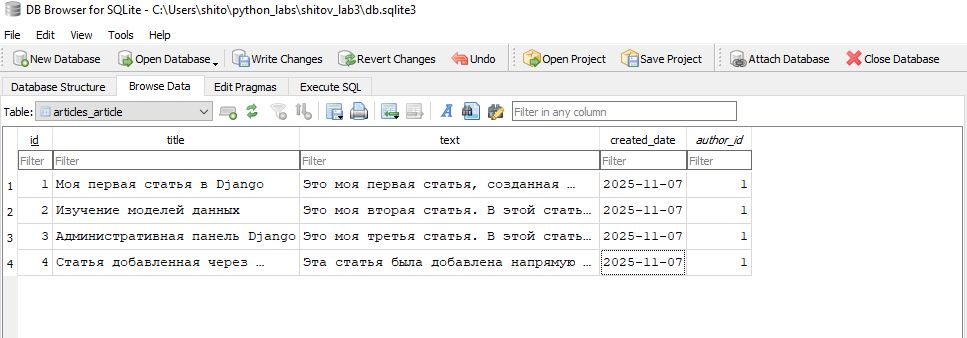 DB Browser for SQLite - C:\Users\shito\python_labs\shitov_lab3\db.sqlite3
File Edit View Tools Help
New Database Open Database Write Changes Revert Changes Undo Open Project Save Project Attach Database Close Database
Database Structure Browse Data Edit Pragmas Execute SQL
Table: articles_article Filter in any column
id title text created_date author_id
Filter Filter Filter Filter Filter
1 1 Моя первая статья в Django Это моя первая статья, созданная … 2025-11-07 1
2 2 Изучение моделей данных Это моя вторая статья. В этой стать… 2025-11-07 1
3 3 Административная панель Django Это моя третья статья. В этой стать… 2025-11-07 1
4 4 Статья добавленная через … Эта статья была добавлена напрямую … 2025-11-07 1